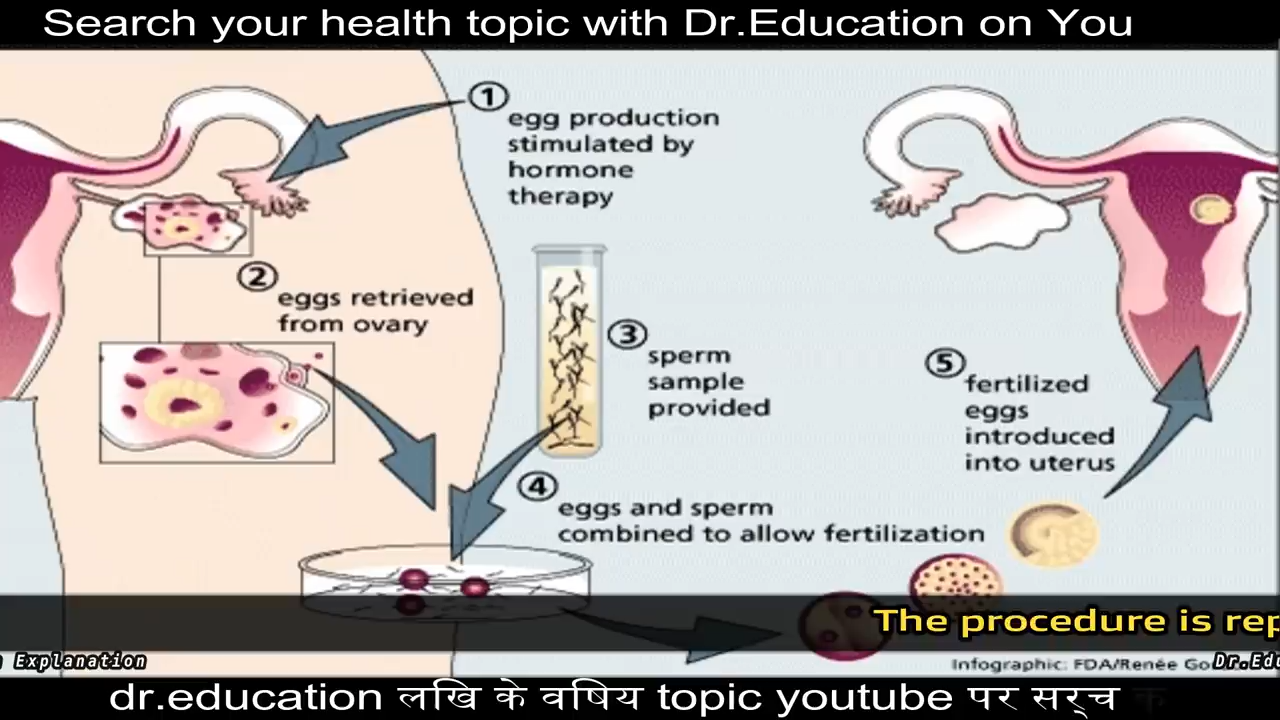 Search your health topic with Dr.Education on You
1
egg production
stimulated by
hormone
therapy
2
eggs retrieved
from ovary
3
sperm
sample
provided
4
eggs and sperm
combined to allow fertilization
5
fertilized
eggs
introduced
into uterus
The procedure is rep
Explanation
Infographic: FDA/Renée Go
Dr.Edu
dr.education लखि के वषिय topic youtube पर सर्च क